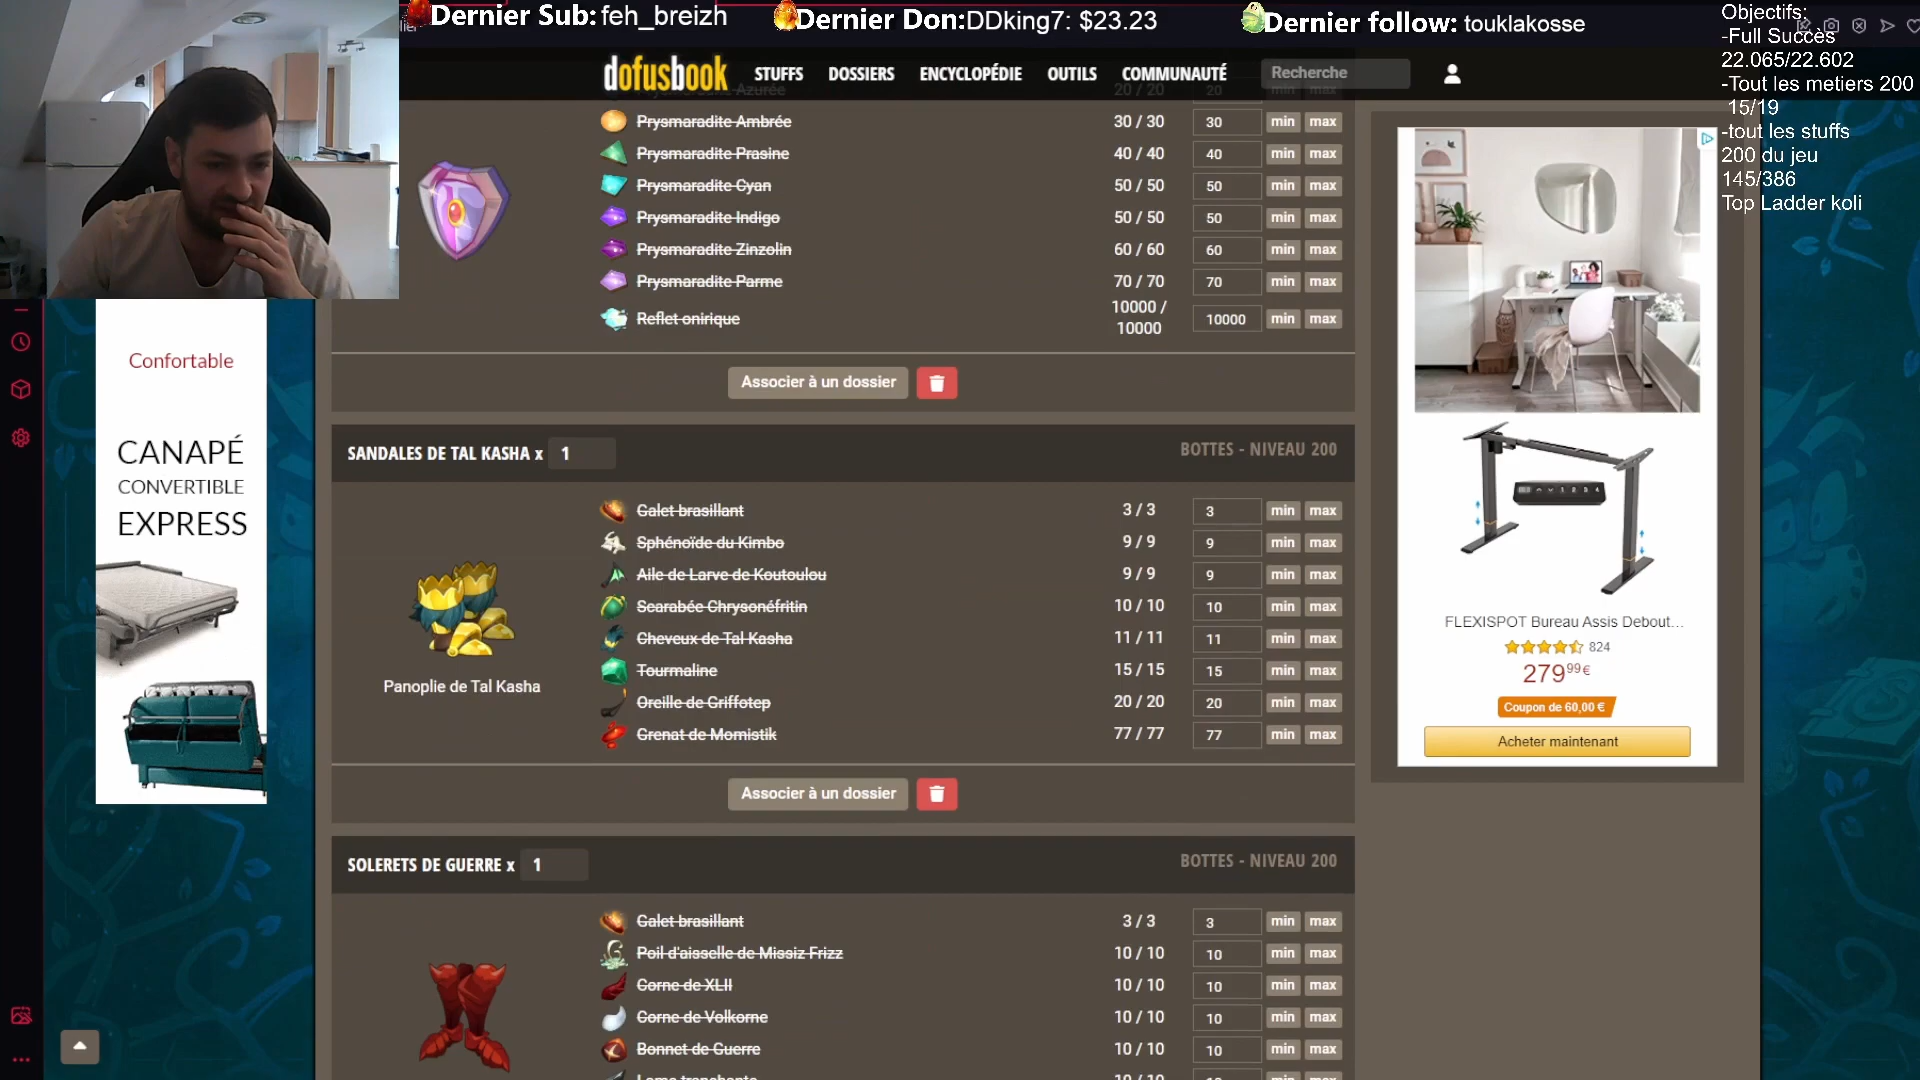 Dernier Sub: feh_breizh
Dernier Don:DDking7: $23.23
Dernier follow: touklakosse
Objectifs:
-Full Succès
22.065/22.602
-Tout les metiers 200
15/19
-tout les stuffs
200 du jeu
145/386
Top Ladder koli
dofusbook STUFFS DOSSIERS ENCYCLOPÉDIE OUTILS COMMUNAUTÉ Recherche
20 / 20 20
Prysmaradite Ambrée 30 / 30 30 min max
Prysmaradite Prasine 40 / 40 40 min max
Prysmaradite Cyan 50 / 50 50 min max
Prysmaradite Indigo 50 / 50 50 min max
Prysmaradite Zinzolin 60 / 60 60 min max
Prysmaradite Parme 70 / 70 70 min max
Reflet onirique 10000 / 10000 10000 min max
Associer à un dossier
SANDALES DE TAL KASHA x 1 BOTTES - NIVEAU 200
Panoplie de Tal Kasha
Galet brasillant 3 / 3 3 min max
Sphénoïde du Kimbo 9 / 9 9 min max
Aile de Larve de Koutoulou 9 / 9 9 min max
Scarabée Chrysonéfritin 10 / 10 10 min max
Cheveux de Tal Kasha 11 / 11 11 min max
Tourmaline 15 / 15 15 min max
Oreille de Griffotep 20 / 20 20 min max
Grenat de Momistik 77 / 77 77 min max
Associer à un dossier
SOLERETS DE GUERRE x 1 BOTTES - NIVEAU 200
Galet brasillant 3 / 3 3 min max
Poil d'aisselle de Missiz Frizz 10 / 10 10 min max
Corne de XLII 10 / 10 10 min max
Corne de Volkorne 10 / 10 10 min max
Bonnet de Guerre 10 / 10 10 min max
Confortable
CANAPÉ
CONVERTIBLE
EXPRESS
FLEXISPOT Bureau Assis Debout...
824
279,99 €
Coupon de 60,00 €
Acheter maintenant